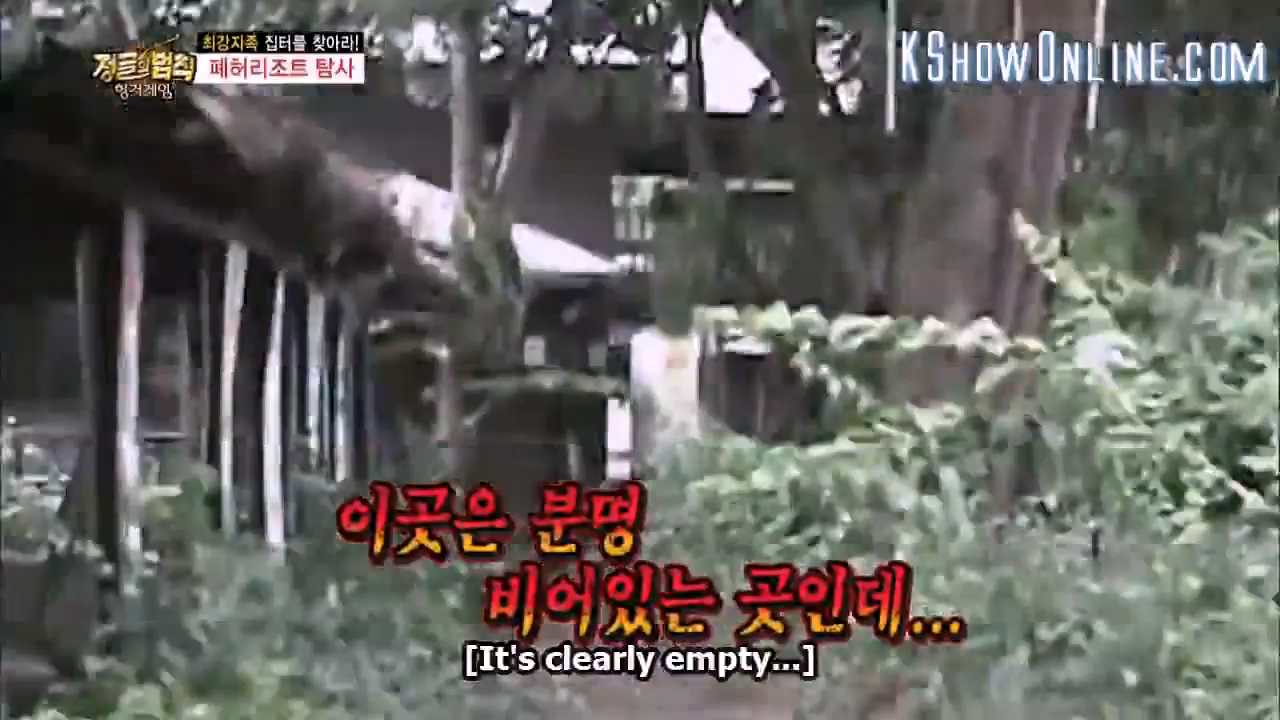 정글의 법칙
헝거게임
최강지족 집터를 찾아라!
폐허리조트 탐사
KSHOWONLINE.COM
이곳은 분명
비어있는 곳인데...
[It's clearly empty...]